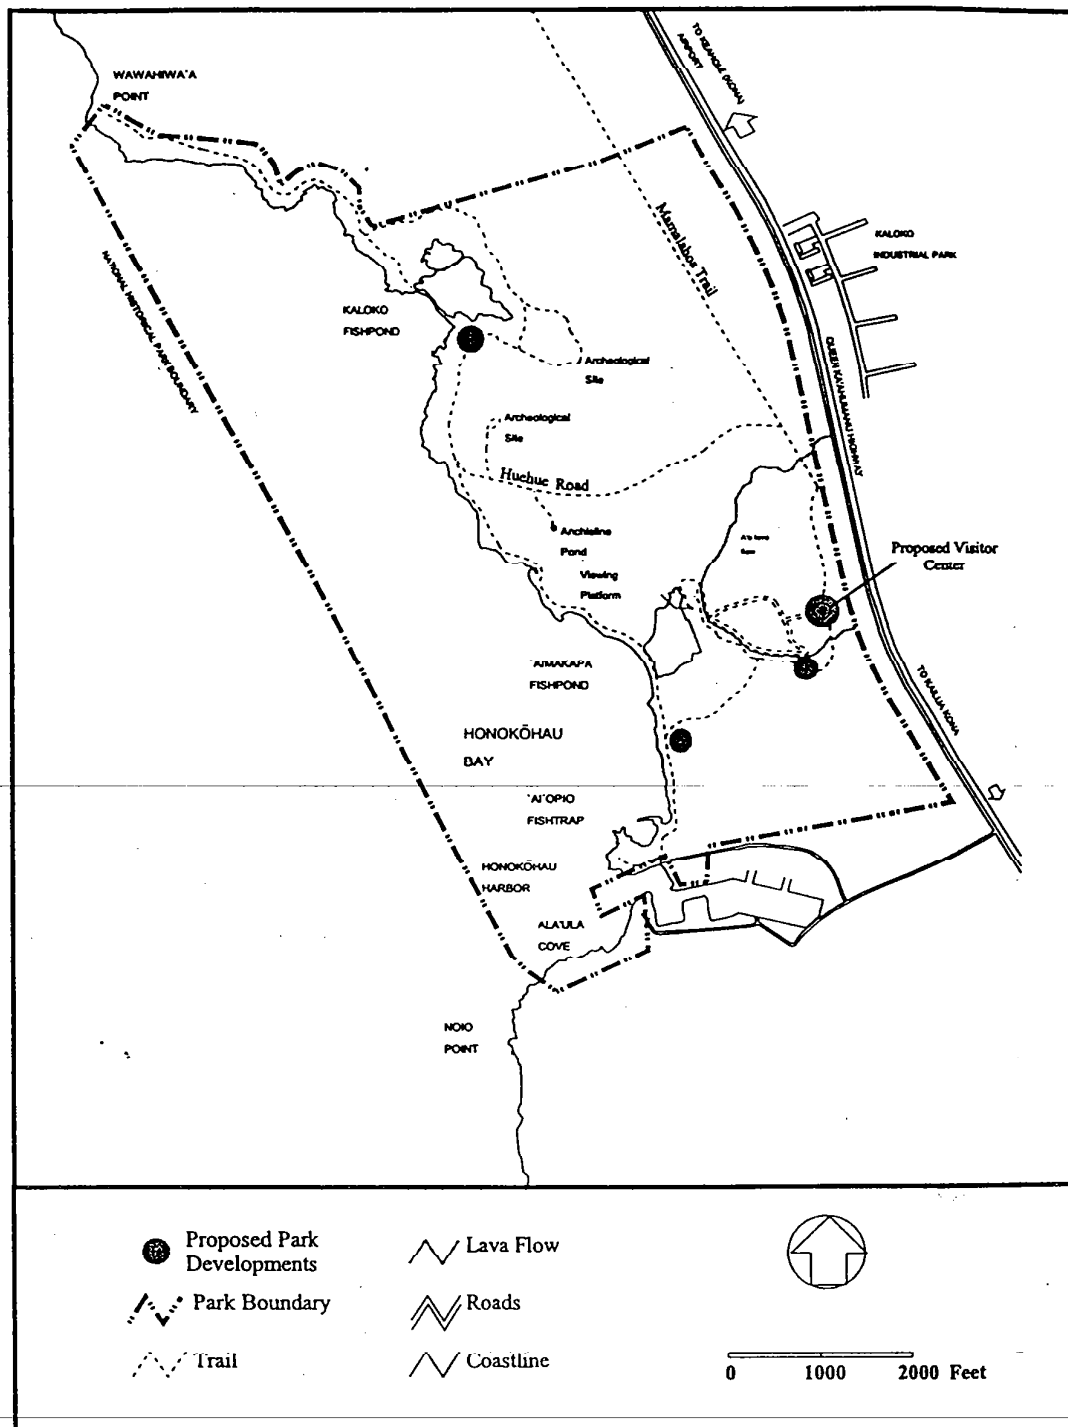 WAWAHIWA'A
POINT
TO KEAHOLE (KONA)
AIRPORT
Mamalahoa Trail
KALOKO
INDUSTRIAL PARK
NATIONAL HISTORICAL PARK BOUNDARY
KALOKO
FISHPOND
QUEEN KA'AHUMANU HIGHWAY
Archeological
Site
Archeological
Site
Huehue Road
Anchialine
Pond
Viewing
Platform
A'a lava
flow
Proposed Visitor
Center
'AIMAKAPA
FISHPOND
TO KAILUA KONA
HONOKŌHAU
BAY
'AI'OPIO
FISHTRAP
HONOKŌHAU
HARBOR
ALA'ULA
COVE
NOIO
POINT
Proposed Park
Developments
Lava Flow
Park Boundary
Roads
Trail
Coastline
0 1000 2000 Feet